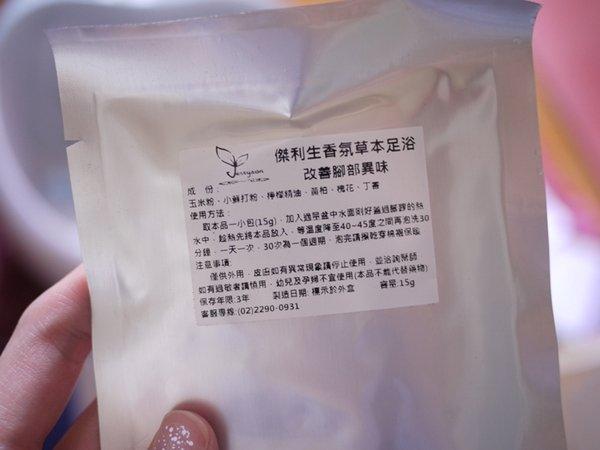 Jerryson
傑利生香氛草本足浴
改善腳部異味
成 份:
玉米粉、小蘇打粉、檸檬精油、茵柏、槐花、丁香
使用方法:
取本品一小包(15g),加入適量盆中水面剛好蓋過腳踝的熱
水中,趁熱先將本品放入,等溫度降至40~45度之間再泡洗30
分鐘,一天一次,30次為一個週期,泡完請擦乾穿棉襪保暖
注意事項:
僅供外用,皮膚如有異常現象請停止使用,並洽詢醫師
如有過敏者請慎用,幼兒及孕婦不宜使用(本品不能代替藥物)
保存年限:3年 製造日期:標示於外盒 容量:15g
客服專線:(02)2290-0931